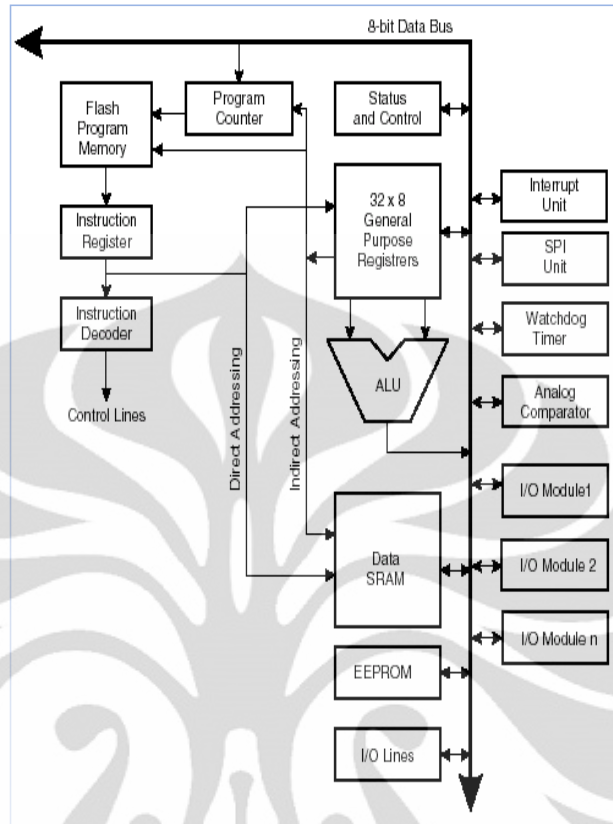 8-bit Data Bus
Flash
Program
Memory
Program
Counter
Status
and Control
32 x 8
General
Purpose
Registrers
Interrupt
Unit
Instruction
Register
SPI
Unit
Instruction
Decoder
Watchdog
Timer
ALU
Control Lines
Direct Addressing
Indirect Addressing
Analog
Comparator
I/O Module1
Data
SRAM
I/O Module 2
I/O Module n
EEPROM
I/O Lines